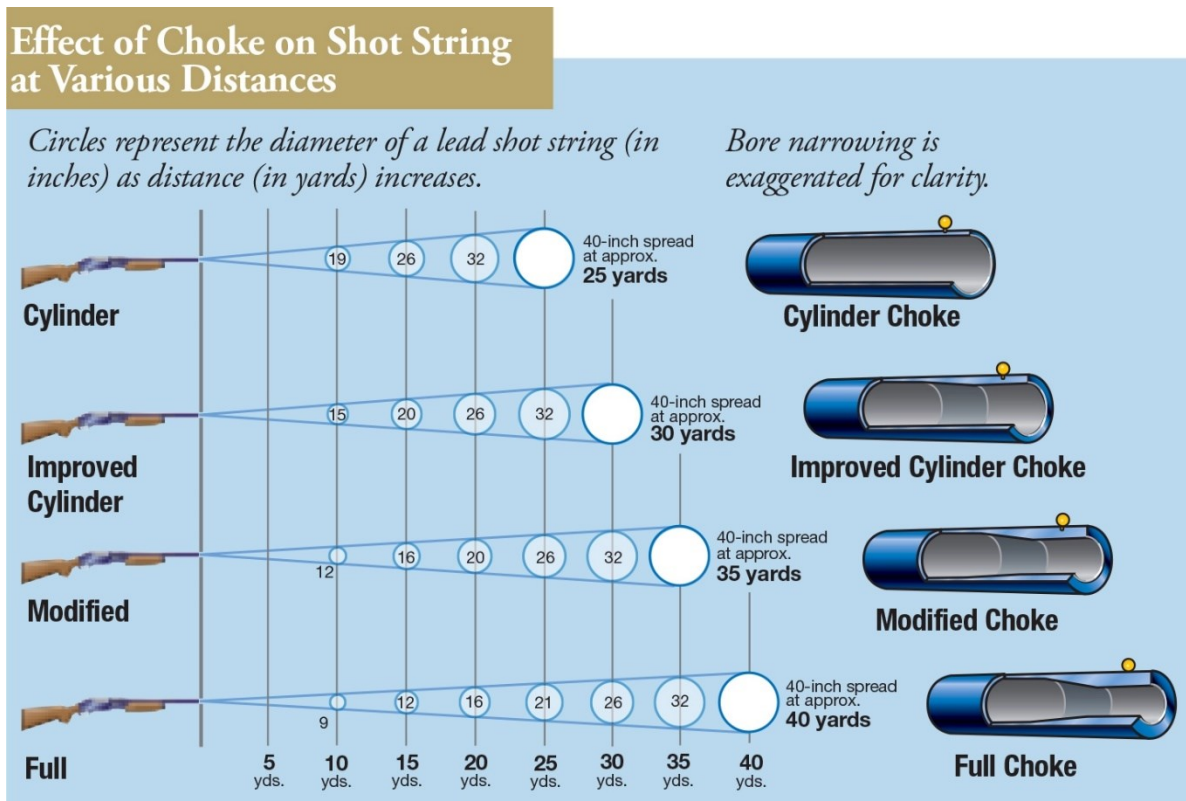 Effect of Choke on Shot String
at Various Distances
Circles represent the diameter of a lead shot string (in
inches) as distance (in yards) increases.
Bore narrowing is
exaggerated for clarity.
19
26
32
40-inch spread
at approx.
25 yards
Cylinder
Cylinder Choke
15
20
26
32
40-inch spread
at approx.
30 yards
Improved
Cylinder
Improved Cylinder Choke
12
16
20
26
32
40-inch spread
at approx.
35 yards
Modified
Modified Choke
9
12
16
21
26
32
40-inch spread
at approx.
40 yards
Full
Full Choke
5 10 15 20 25 30 35 40
yds. yds. yds. yds. yds. yds. yds. yds.